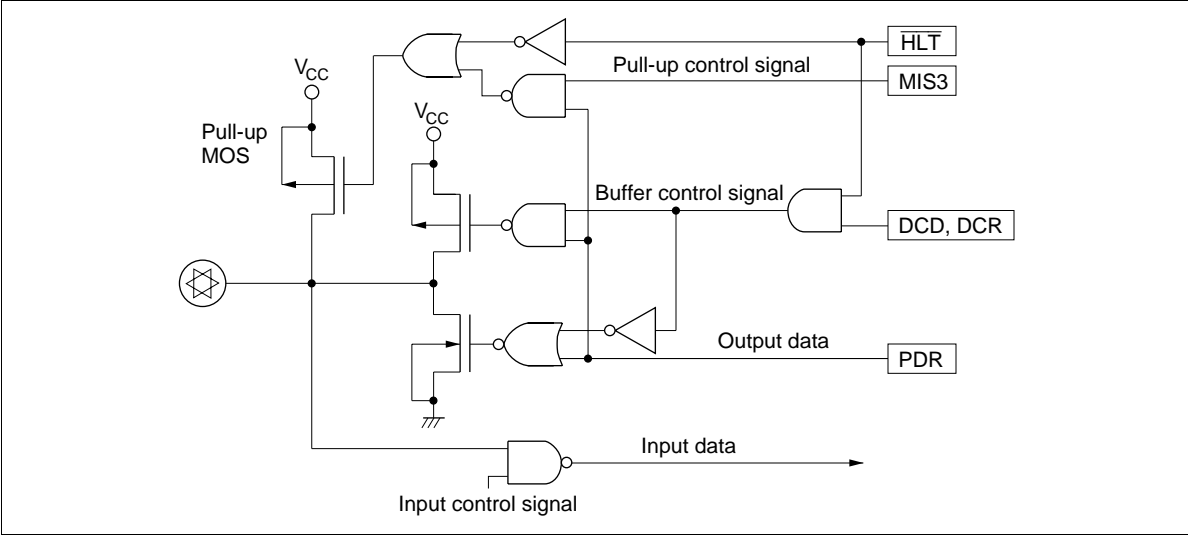 H̅L̅T̅
Pull-up control signal
MIS3
VCC
Pull-up
MOS
VCC
Buffer control signal
DCD, DCR
Output data
PDR
Input data
Input control signal